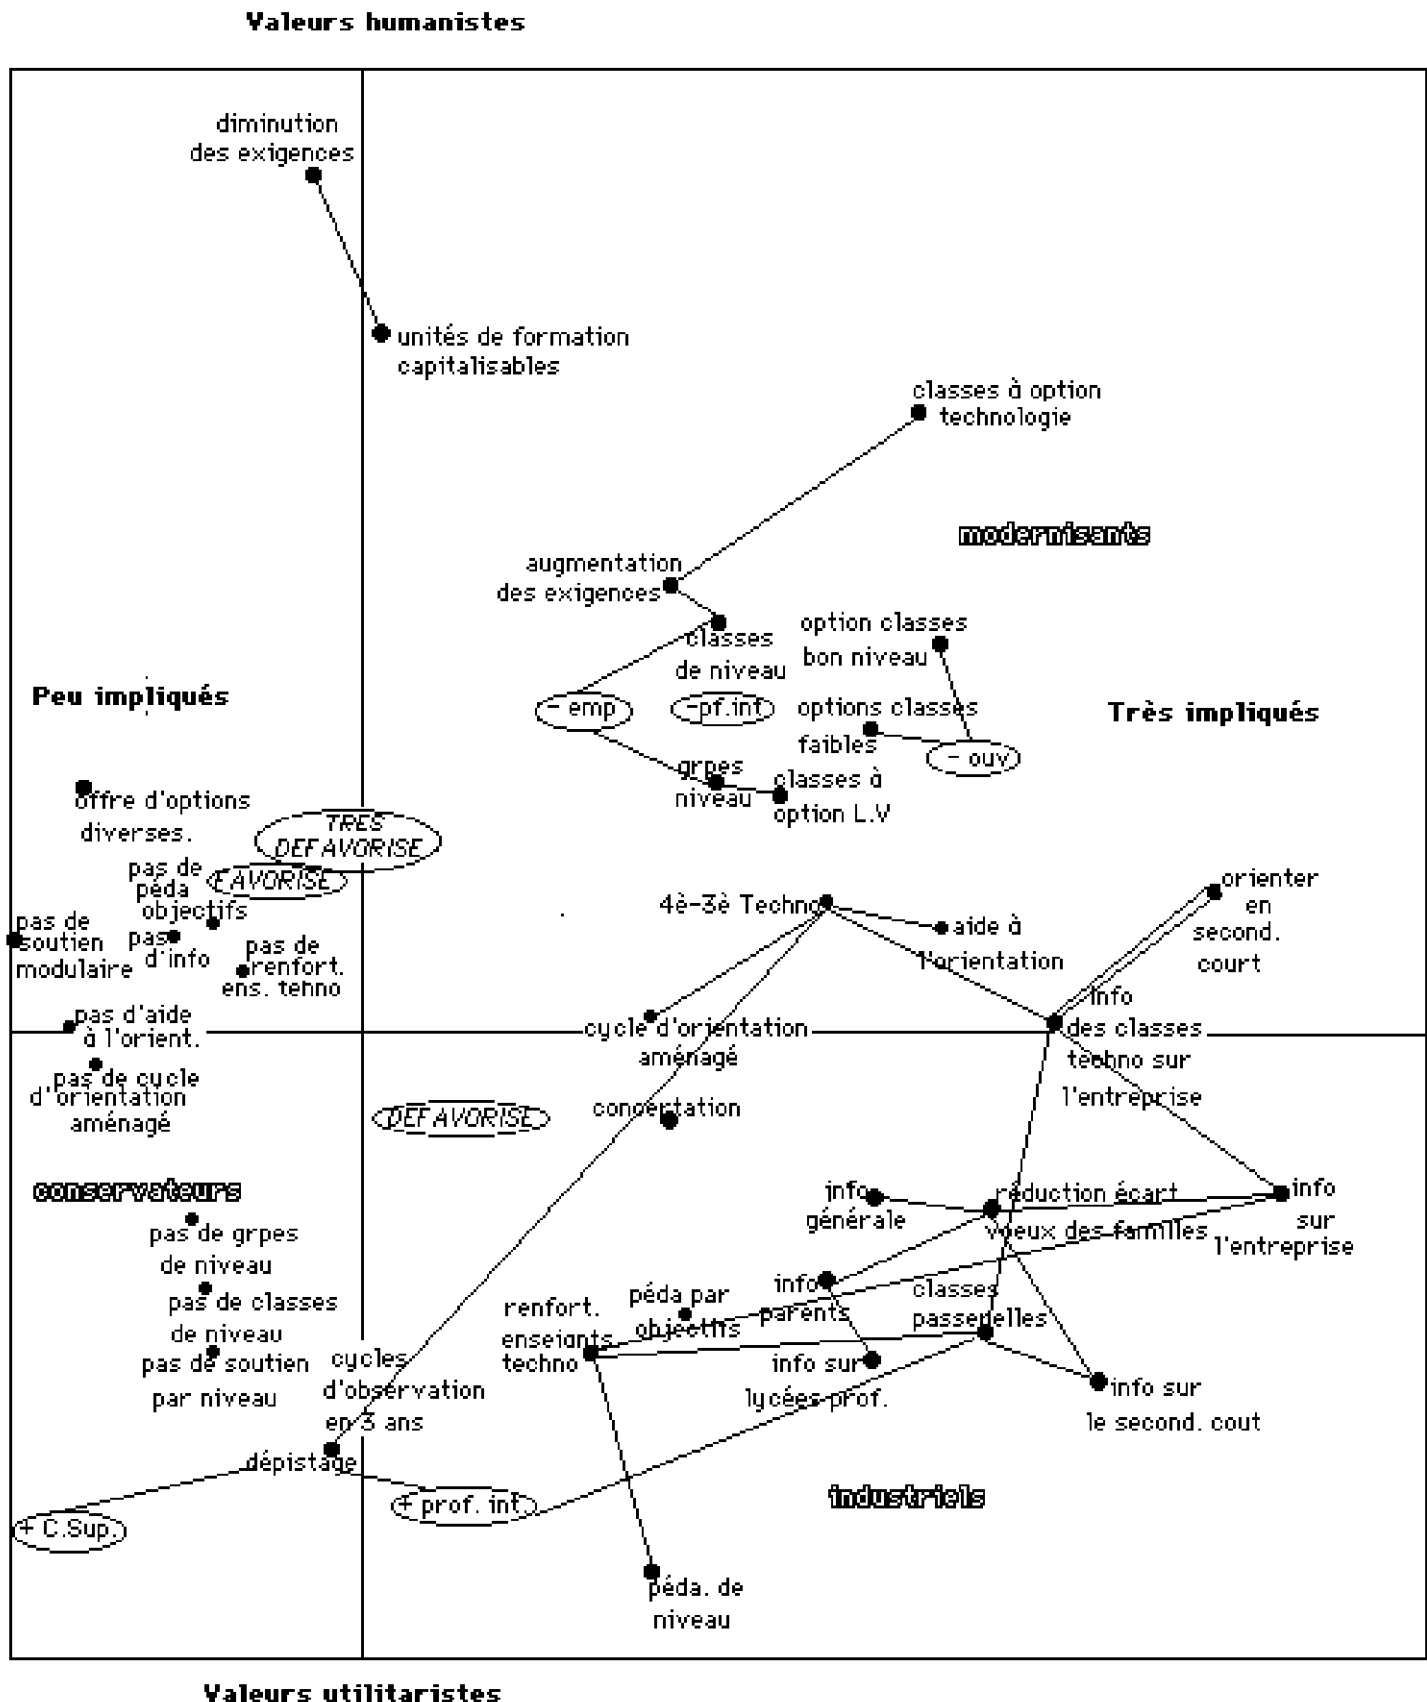 Valeurs humanistes
diminution
des exigences
unités de formation
capitalisables
classes à option
technologie
modernisants
augmentation
des exigences
classes
de niveau
option classes
bon niveau
Peu impliqués
- emp
-pf.int
options classes
faibles
Très impliqués
- ouv
grpes
niveau
classes à
option L.V
offre d'options
diverses.
TRES
DEFAVORISE
pas de
péda
objectifs
FAVORISE
pas de
soutien
modulaire
pas
d'info
pas de
renfort.
ens. tehno
4è-3è Techno
aide à
l'orientation
orienter
en
second.
court
pas d'aide
à l'orient.
cycle d'orientation
aménagé
info
des classes
techno sur
l'entreprise
pas de cycle
d'orientation
aménagé
DEFAVORISE
concertation
conservateurs
pas de grpes
de niveau
pas de classes
de niveau
pas de soutien
par niveau
info
générale
réduction écart
voeux des familles
info
sur
l'entreprise
renfort.
enseignts
techno
péda par
objectifs
info
parents
classes
passerelles
info sur
lycées prof.
info sur
le second. cout
cycles
d'observation
en 3 ans
dépistage
+ C.Sup.
+ prof. int.
industriels
péda. de
niveau
Valeurs utilitaristes